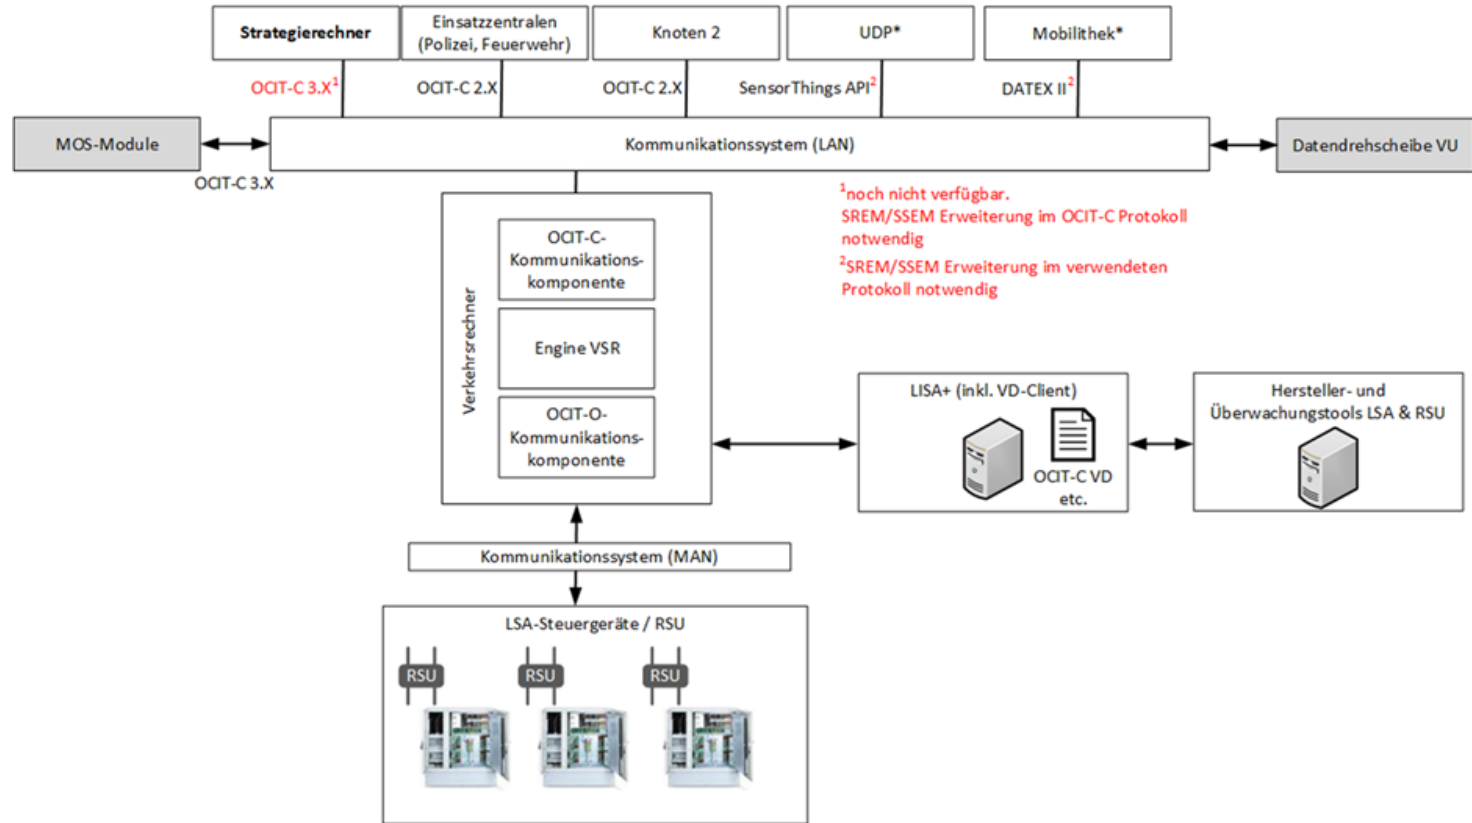 Strategierechner
Einsatzzentralen
(Polizei, Feuerwehr)
Knoten 2
UDP*
Mobilithek*
OCIT-C 3.X¹
OCIT-C 2.X
OCIT-C 2.X
SensorThings API²
DATEX II²
MOS-Module
Kommunikationssystem (LAN)
Datendrehscheibe VU
OCIT-C 3.X
¹noch nicht verfügbar.
SREM/SSEM Erweiterung im OCIT-C Protokoll
notwendig
²SREM/SSEM Erweiterung im verwendeten
Protokoll notwendig
Verkehrsrechner
OCIT-C-
Kommunikations-
komponente
Engine VSR
OCIT-O-
Kommunikations-
komponente
LISA+ (inkl. VD-Client)
OCIT-C VD
etc.
Hersteller- und
Überwachungstools LSA & RSU
Kommunikationssystem (MAN)
LSA-Steuergeräte / RSU
RSU
RSU
RSU